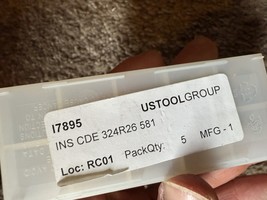 I7895
USTOOLGROUP
INS CDE 324R26 581
Loc: RC01 PackQty: 5 MFG - 1